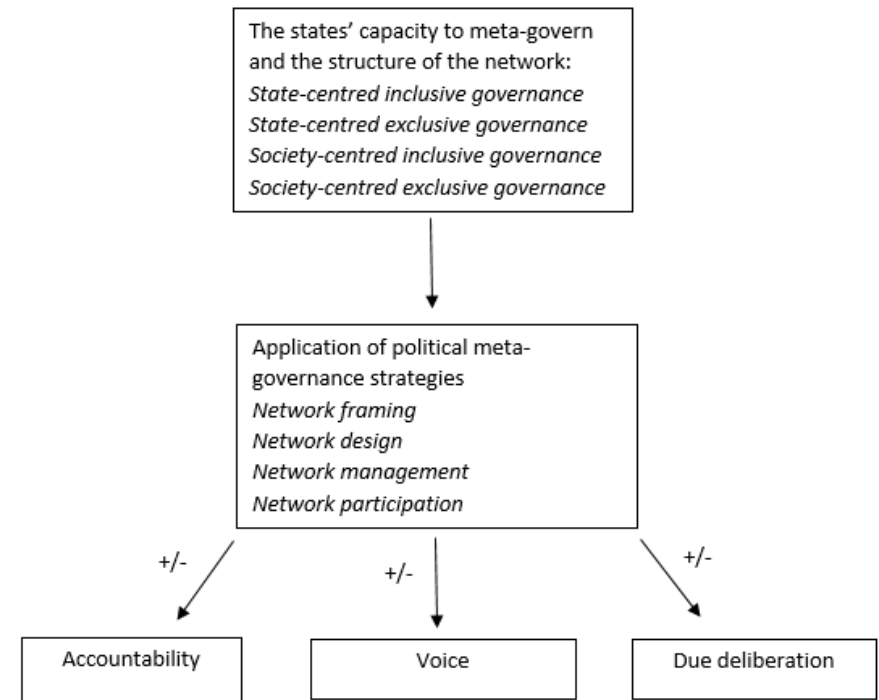 The states’ capacity to meta-govern
and the structure of the network:
State-centred inclusive governance
State-centred exclusive governance
Society-centred inclusive governance
Society-centred exclusive governance
Application of political meta-
governance strategies
Network framing
Network design
Network management
Network participation
+/-
+/-
+/-
Accountability
Voice
Due deliberation